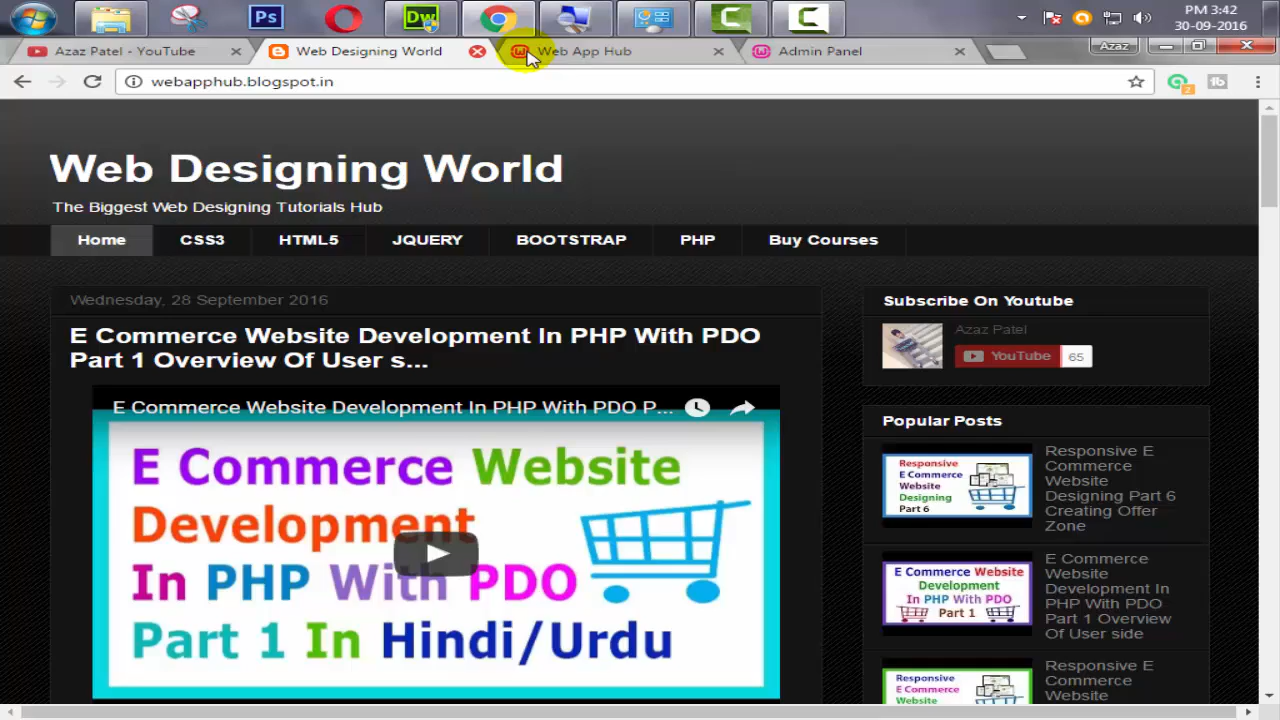 Ps
Dw
PM 3:42
30-09-2016
Azaz Patel - YouTube
Web Designing World
Web App Hub
Admin Panel
Azaz
webapphub.blogspot.in
2
Web Designing World
The Biggest Web Designing Tutorials Hub
Home
CSS3
HTML5
JQUERY
BOOTSTRAP
PHP
Buy Courses
Wednesday, 28 September 2016
E Commerce Website Development In PHP With PDO
Part 1 Overview Of User s...
E Commerce Website Development In PHP With PDO P...
E Commerce Website
Development
In PHP With PDO
Part 1 In Hindi/Urdu
Subscribe On Youtube
Azaz Patel
YouTube 65
Popular Posts
Responsive
E Commerce
Website
Designing
Part 6
Responsive E
Commerce
Website
Designing Part 6
Creating Offer
Zone
E Commerce Website
Development
In PHP With PDO
Part 1
E Commerce
Website
Development In
PHP With PDO
Part 1 Overview
Of User side
Responsive
E Commerce
Website
Responsive E
Commerce
Website